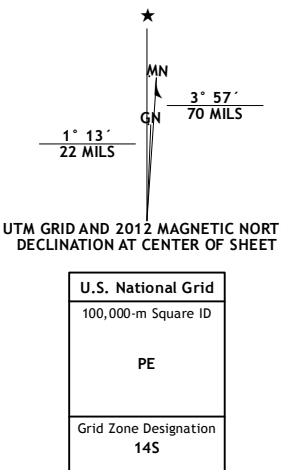 ★
MN
3° 57´
70 MILS
GN
1° 13´
22 MILS
UTM GRID AND 2012 MAGNETIC NORT
DECLINATION AT CENTER OF SHEET
U.S. National Grid
100,000-m Square ID
PE
Grid Zone Designation
14S